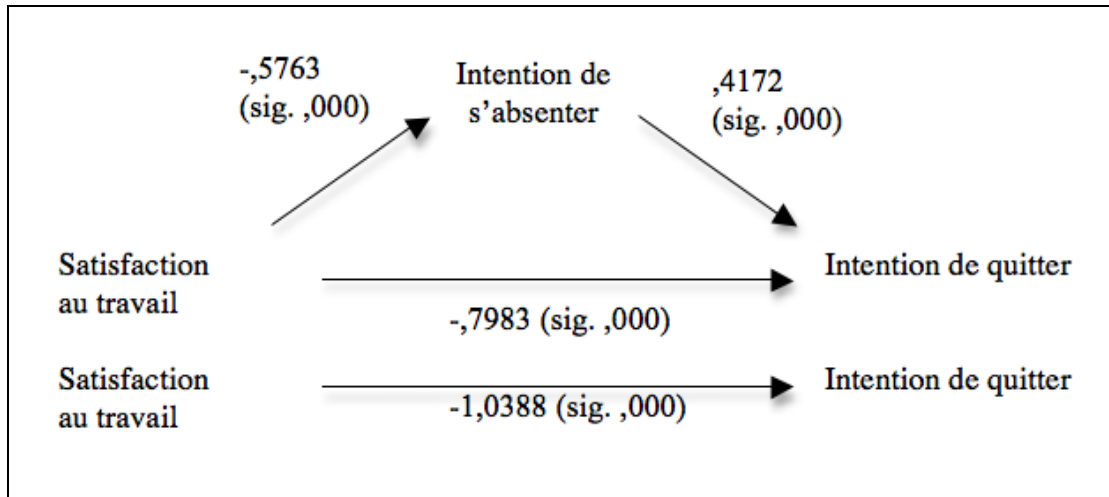 -,5763
(sig. ,000)
Intention de
s’absenter
,4172
(sig. ,000)
Satisfaction
au travail
Intention de quitter
-,7983 (sig. ,000)
Satisfaction
au travail
Intention de quitter
-1,0388 (sig. ,000)